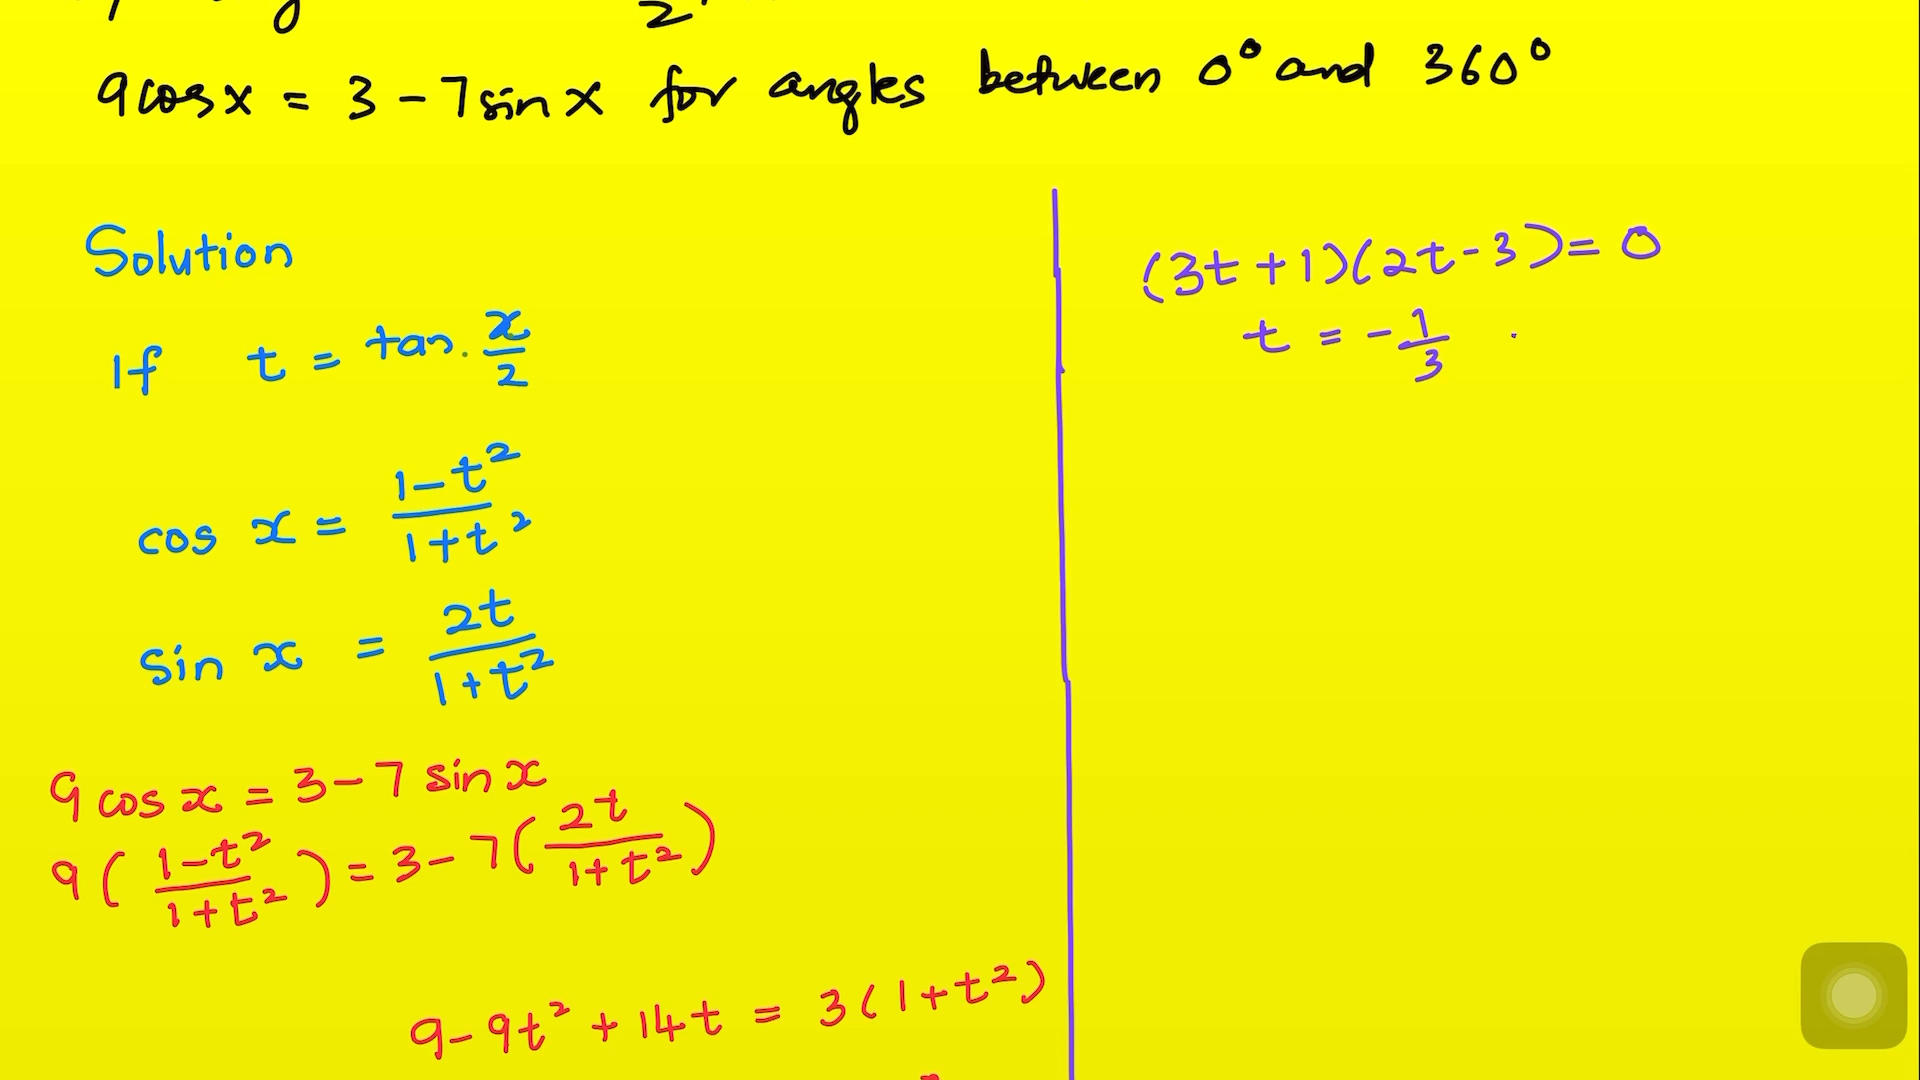 2
9cosx = 3 - 7sin x for angles between 0° and 360°
Solution
If t = tan. x/2
cos x = (1-t²)/(1+t²)
sin x = 2t/(1+t²)
9 cos x = 3 - 7 sin x
9((1-t²)/(1+t²)) = 3 - 7(2t/(1+t²))
9 - 9t² + 14t = 3(1+t²)
(3t+1)(2t-3) = 0
t = -1/3